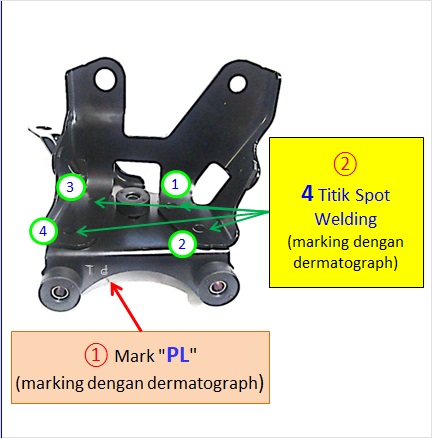 ②
4 Titik Spot
Welding
(marking dengan
dermatograph)
3
1
4
2
① Mark "PL"
(marking dengan dermatograph)